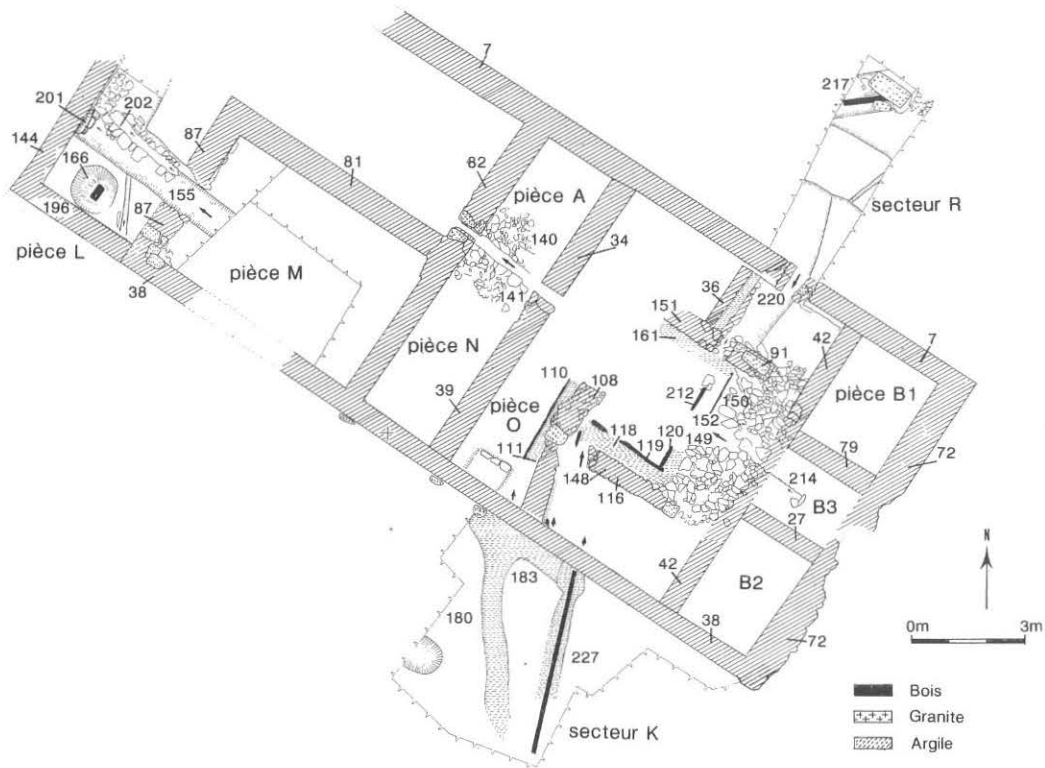 7
217
201
202
87
144
81
82
pièce A
secteur R
166
155
140
34
196
87
36
220
pièce L
pièce M
141
151
42
7
38
161
91
pièce N
110
108
pièce B1
212
150
39
pièce
O
118
152
120
119
149
79
72
111
214
148
116
B3
27
42
B2
N
183
38
0m 3m
180
72
227
Bois
secteur K
Granite
Argile